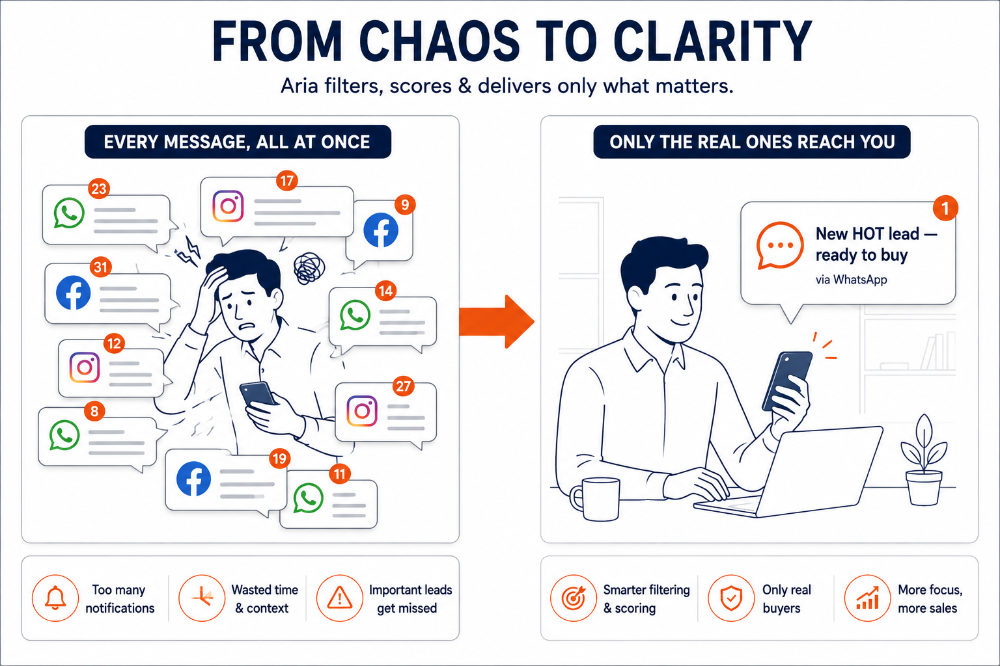 FROM CHAOS TO CLARITY
Aria filters, scores & delivers only what matters.
EVERY MESSAGE, ALL AT ONCE
23
17
9
31
14
12
27
8
19
11
ONLY THE REAL ONES REACH YOU
1
New HOT lead —
ready to buy
via WhatsApp
Too many
notifications
Wasted time
& context
Important leads
get missed
Smarter filtering
& scoring
Only real
buyers
More focus,
more sales